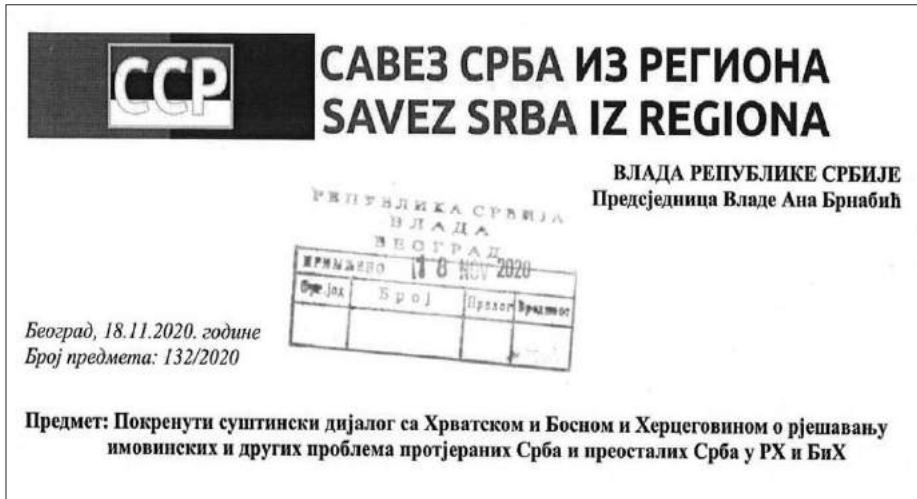 ССР
САВЕЗ СРБА ИЗ РЕГИОНА
SAVEZ SRBA IZ REGIONA
ВЛАДА РЕПУБЛИКЕ СРБИЈЕ
Предсједница Владе Ана Брнабић
РЕПУБЛИКА СРБИЈА
ВЛАДА
БЕОГРАД
ПРИМЉЕНО 18 NOV 2020
Орг.јед Број Прилог Вредност
Београд, 18.11.2020. године
Број предмета: 132/2020
Предмет: Покренути суштински дијалог са Хрватском и Босном и Херцеговином о рјешавању
имовинских и других проблема протјераних Срба и преосталих Срба у РХ и БиХ